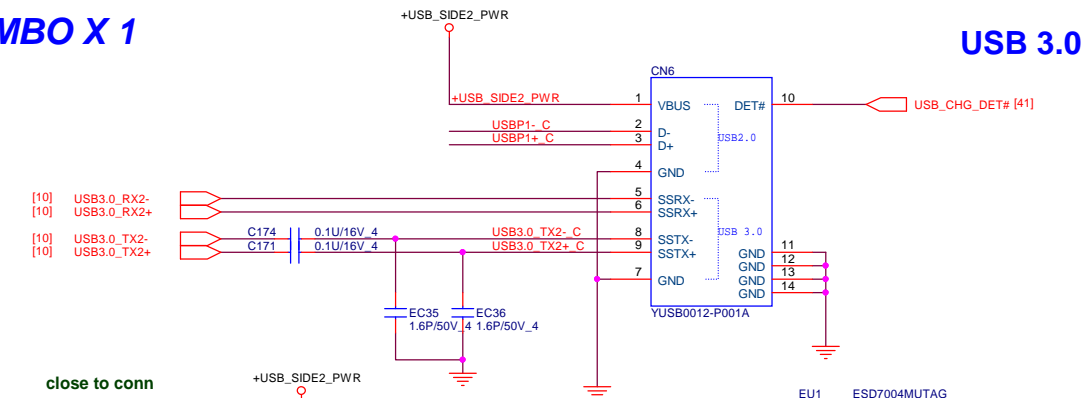 +USB_SIDE2_PWR
MBO X 1
USB 3.0
CN6
+USB_SIDE2_PWR 1 VBUS DET# 10 USB_CHG_DET# [41]
USBP1-_C 2 D-
USBP1+_C 3 D+
USB2.0
4 GND
[10] USB3.0_RX2- 5 SSRX-
[10] USB3.0_RX2+ 6 SSRX+
[10] USB3.0_TX2- C174 0.1U/16V_4 USB3.0_TX2-_C 8 SSTX-
USB 3.0
[10] USB3.0_TX2+ C171 0.1U/16V_4 USB3.0_TX2+_C 9 SSTX+
GND 11
GND 12
7 GND GND 13
GND 14
YUSB0012-P001A
EC35 EC36
1.6P/50V_4 1.6P/50V_4
close to conn
+USB_SIDE2_PWR
EU1 ESD7004MUTAG